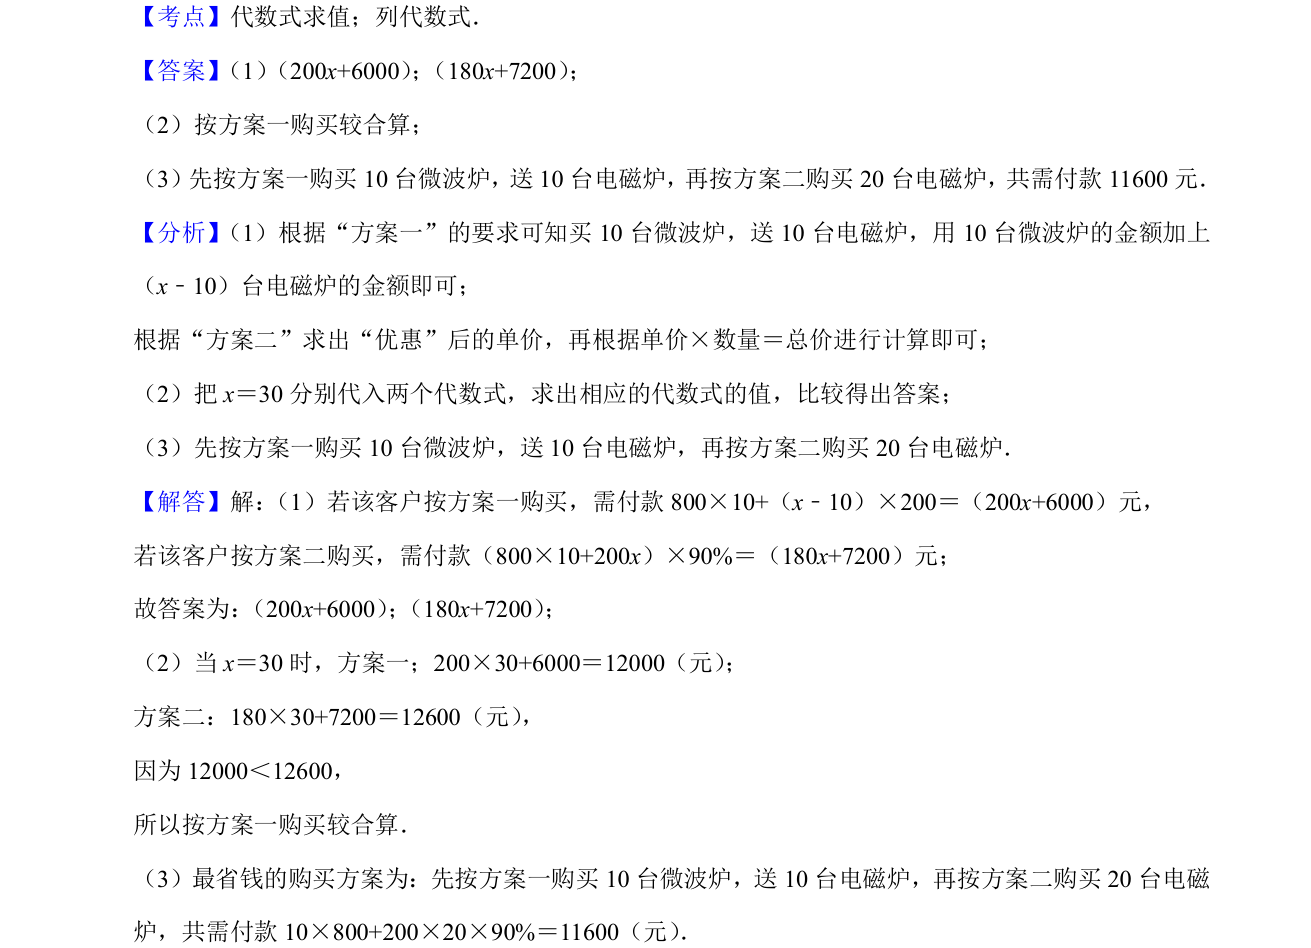 【考点】代数式求值；列代数式．
【答案】（1）（200x+6000）；（180x+7200）；
（2）按方案一购买较合算；
（3）先按方案一购买 10 台微波炉，送 10 台电磁炉，再按方案二购买 20 台电磁炉，共需付款 11600 元．
【分析】（1）根据“方案一”的要求可知买 10 台微波炉，送 10 台电磁炉，用 10 台微波炉的金额加上
（x﹣10）台电磁炉的金额即可；
根据“方案二”求出“优惠”后的单价，再根据单价×数量＝总价进行计算即可；
（2）把 x＝30 分别代入两个代数式，求出相应的代数式的值，比较得出答案；
（3）先按方案一购买 10 台微波炉，送 10 台电磁炉，再按方案二购买 20 台电磁炉．
【解答】解：（1）若该客户按方案一购买，需付款 800×10+（x﹣10）×200＝（200x+6000）元，
若该客户按方案二购买，需付款（800×10+200x）×90%＝（180x+7200）元；
故答案为：（200x+6000）；（180x+7200）；
（2）当 x＝30 时，方案一；200×30+6000＝12000（元）；
方案二：180×30+7200＝12600（元），
因为 12000＜12600，
所以按方案一购买较合算．
（3）最省钱的购买方案为：先按方案一购买 10 台微波炉，送 10 台电磁炉，再按方案二购买 20 台电磁
炉，共需付款 10×800+200×20×90%＝11600（元）．